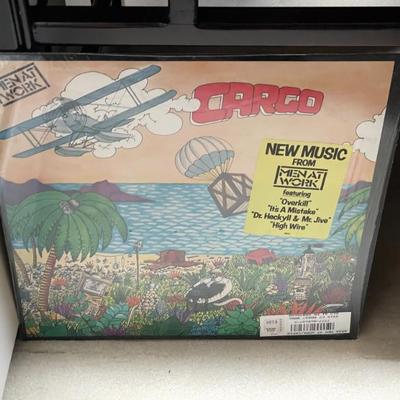 MEN AT
WORK
CARGO
NEW MUSIC
FROM
MEN AT
WORK
featuring
"Overkill"
"It's A Mistake"
"Dr. Heckyll & Mr. Jive"
"High Wire"